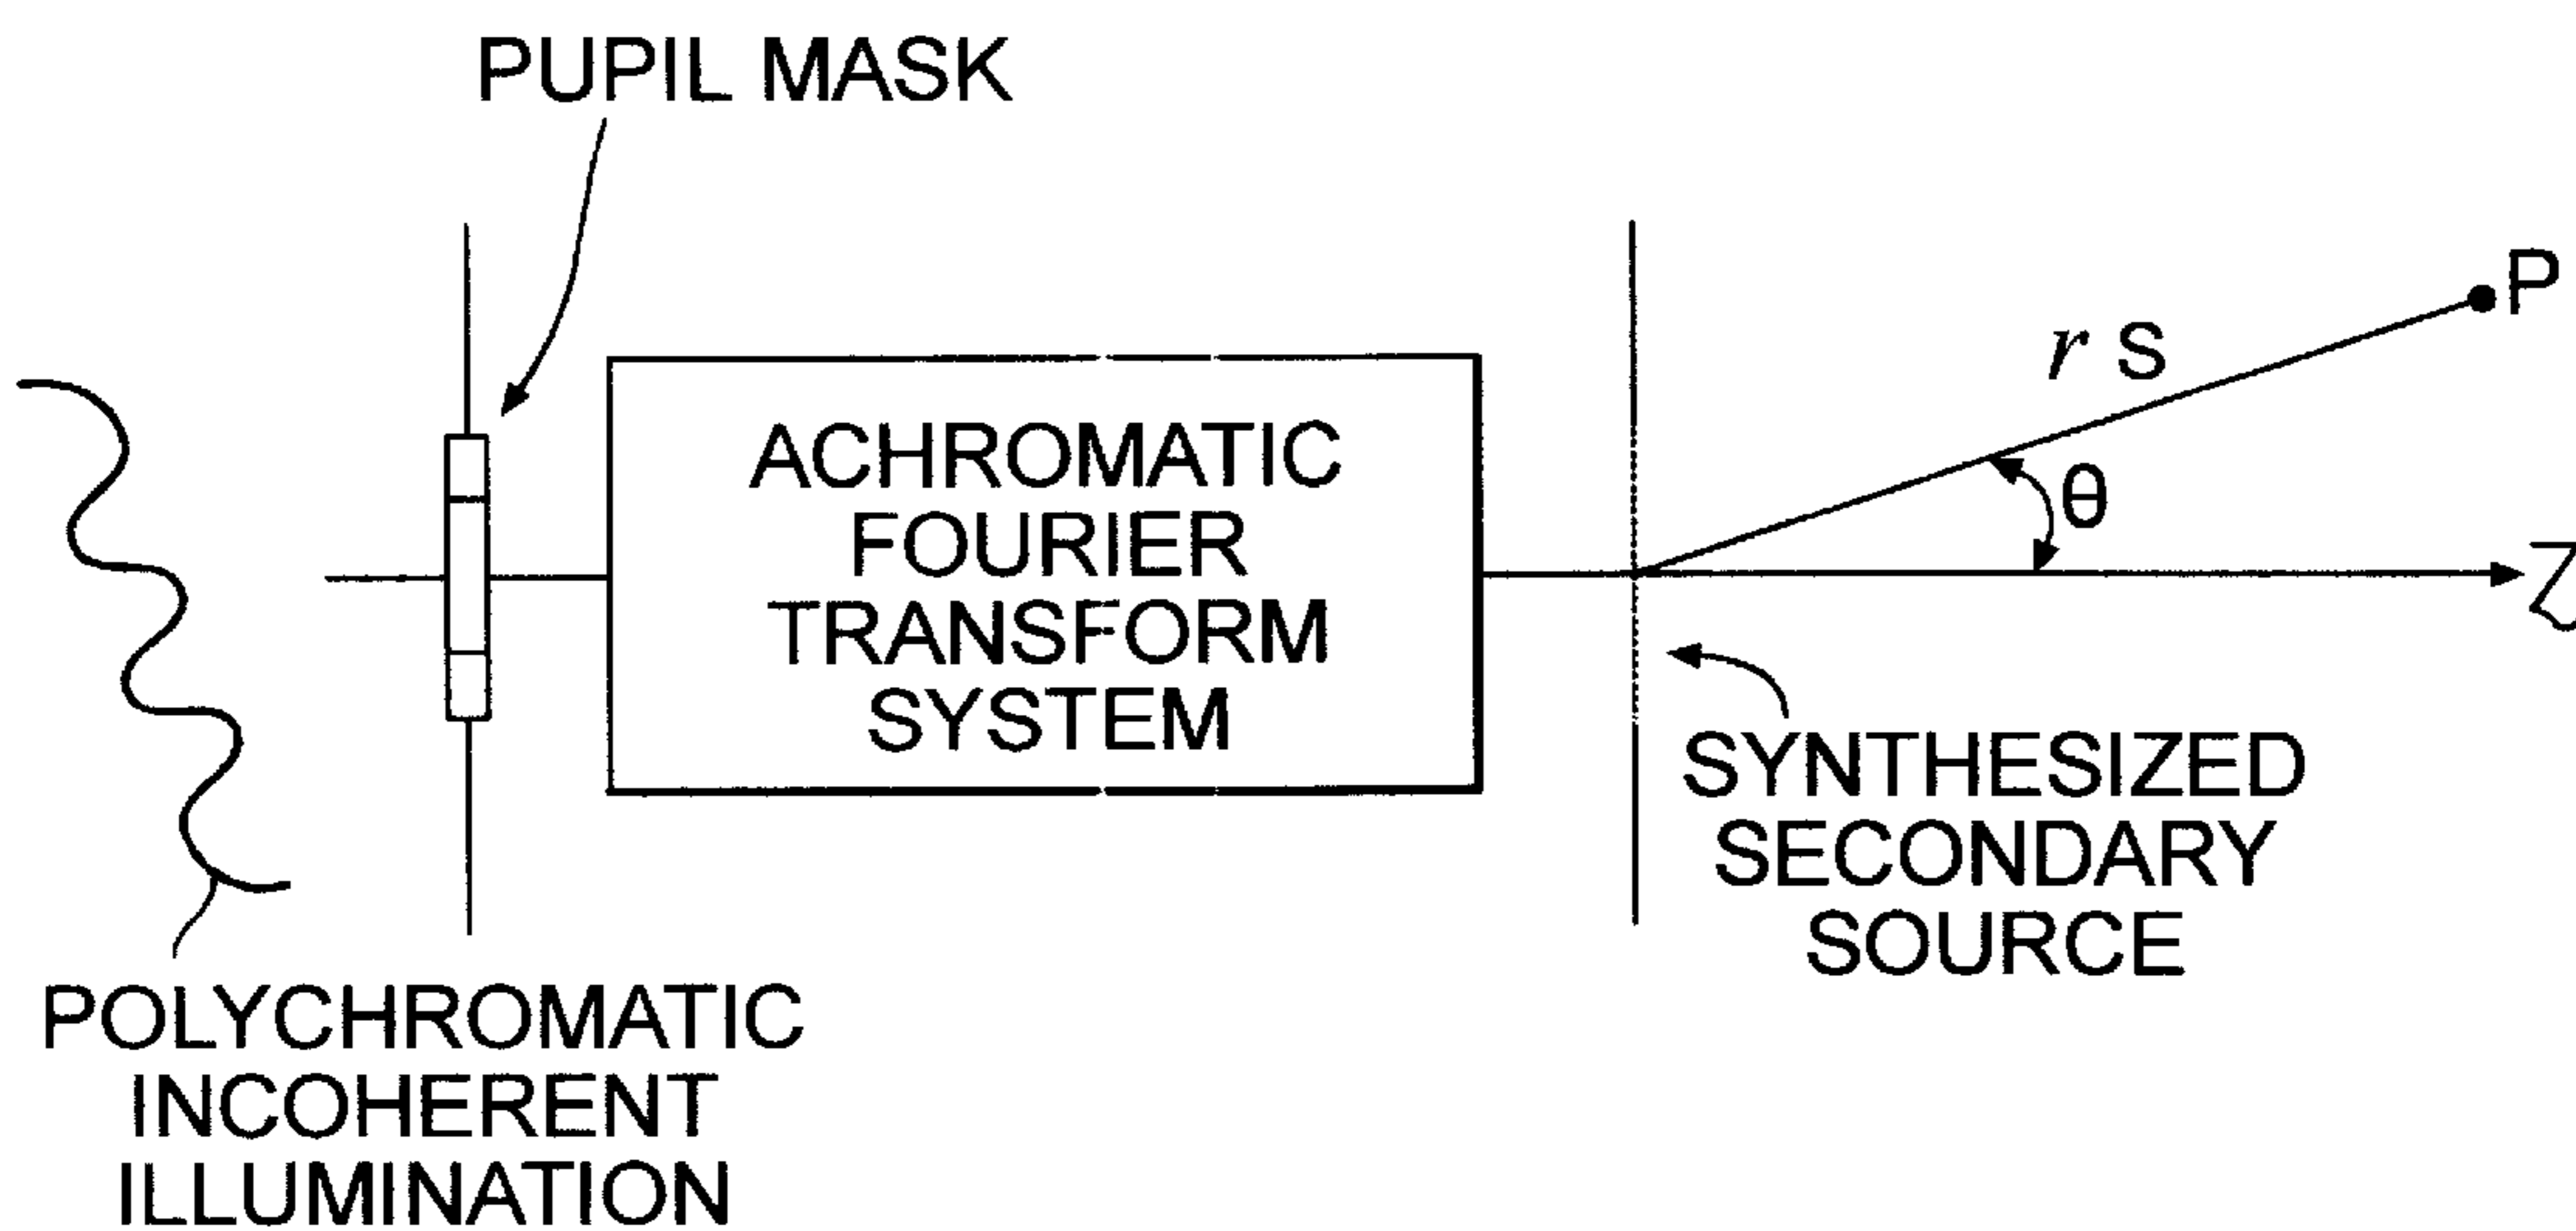 PUPIL MASK
ACHROMATIC
FOURIER
TRANSFORM
SYSTEM
P
r S
θ
Z
SYNTHESIZED
SECONDARY
SOURCE
POLYCHROMATIC
INCOHERENT
ILLUMINATION